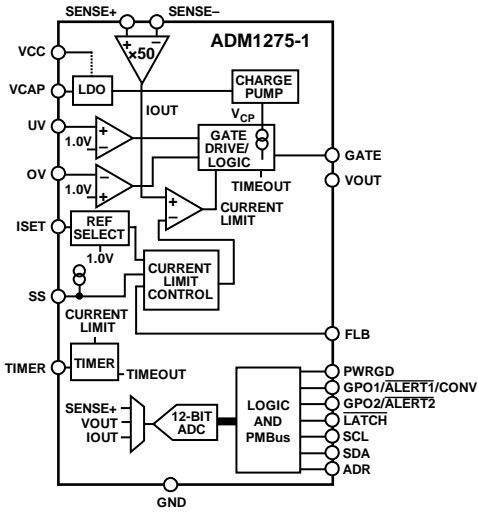 SENSE+ SENSE–
ADM1275-1
+ –
×50
VCC
VCAP
LDO
CHARGE
PUMP
IOUT
VCP
UV
+
1.0V –
GATE
DRIVE/
LOGIC
GATE
OV
–
1.0V +
TIMEOUT
VOUT
+
–
CURRENT
LIMIT
ISET
REF
SELECT
1.0V
CURRENT
LIMIT
CONTROL
SS
CURRENT
LIMIT
FLB
TIMER
TIMER
TIMEOUT
PWRGD
GPO1/ALERT1/CONV
SENSE+
VOUT
IOUT
12-BIT
ADC
LOGIC
AND
PMBus
GPO2/ALERT2
LATCH
SCL
SDA
ADR
GND